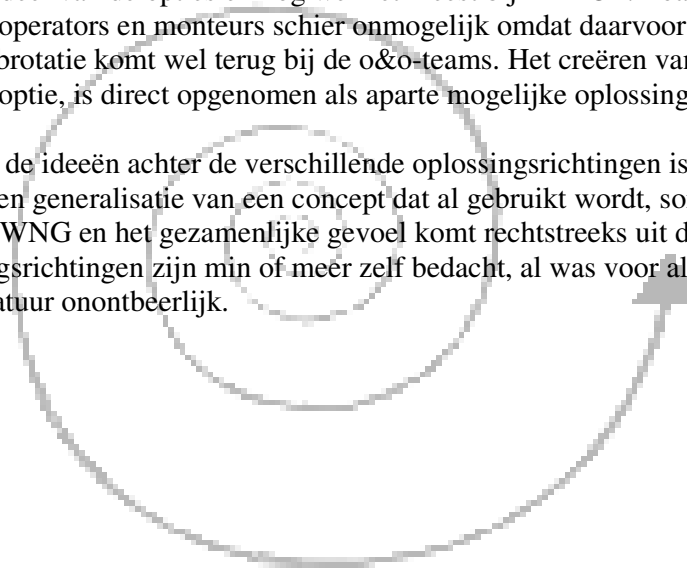 operators en monteurs schier onmogelijk omdat daarvoor
brotatie komt wel terug bij de o&o-teams. Het creëren van
optie, is direct opgenomen als aparte mogelijke oplossing
de ideeën achter de verschillende oplossingsrichtingen is
en generalisatie van een concept dat al gebruikt wordt, so
WNG en het gezamenlijke gevoel komt rechtstreeks uit d
gsrichtingen zijn min of meer zelf bedacht, al was voor al
atuur onontbeerlijk.